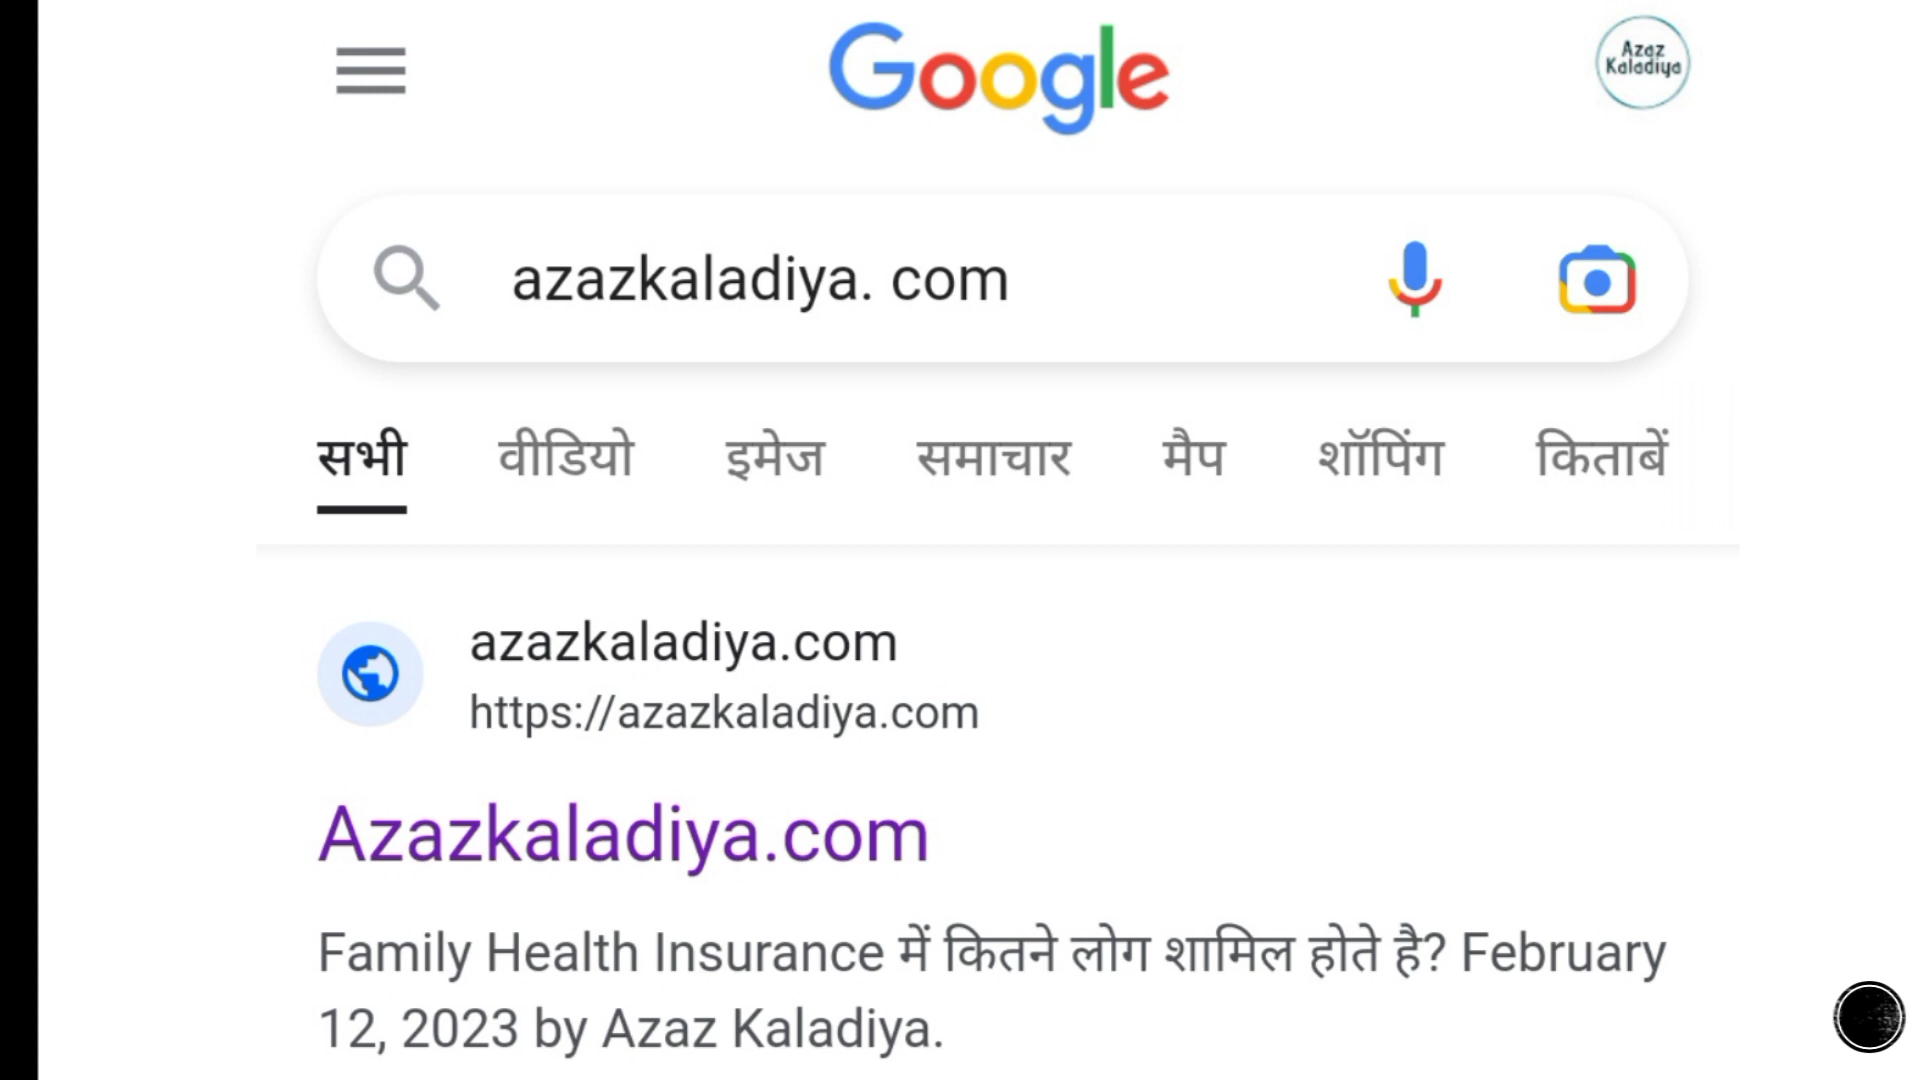 Google
Azaz
Kaladiya
azazkaladiya. com
सभी वीडियो इमेज समाचार मैप शॉपिंग किताबें
azazkaladiya.com
https://azazkaladiya.com
Azazkaladiya.com
Family Health Insurance में कितने लोग शामिल होते है? February
12, 2023 by Azaz Kaladiya.